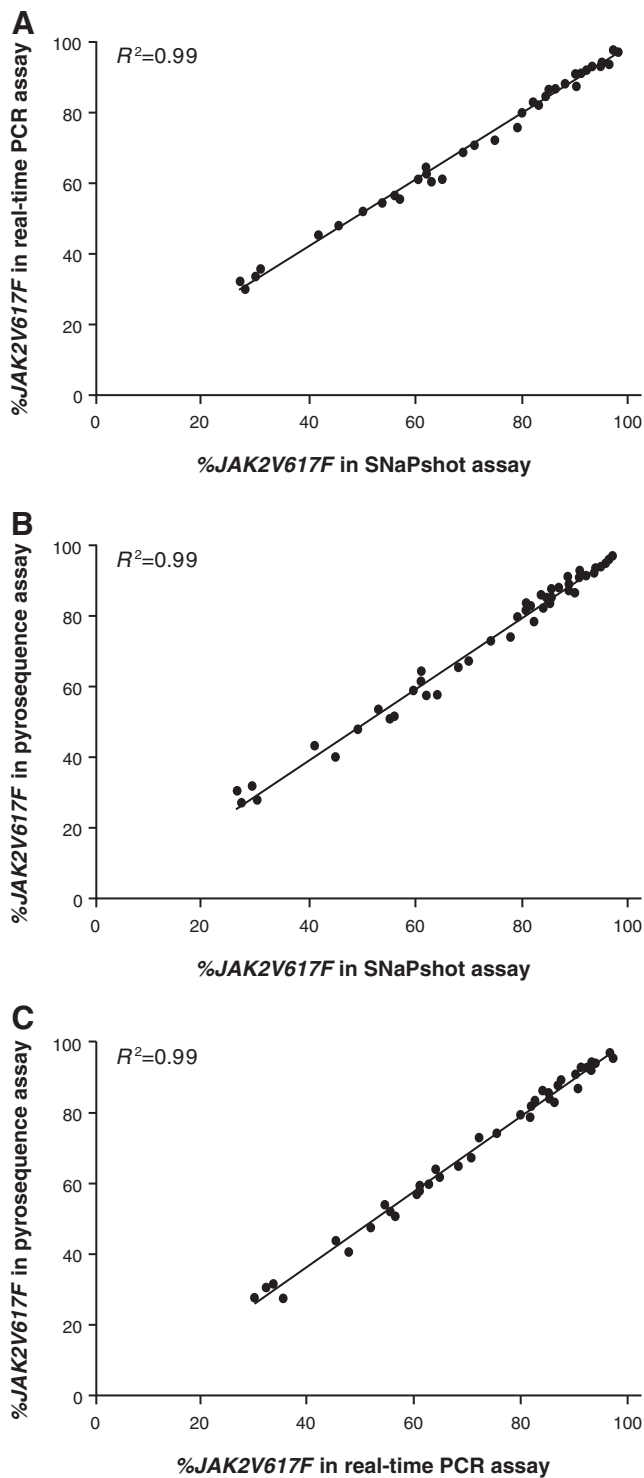 A
R²=0.99
100
80
60
40
20
0
%JAK2V617F in real-time PCR assay
0 20 40 60 80 100
%JAK2V617F in SNaPshot assay
B
R²=0.99
100
80
60
40
20
0
%JAK2V617F in pyrosequence assay
0 20 40 60 80 100
%JAK2V617F in SNaPshot assay
C
R²=0.99
100
80
60
40
20
0
%JAK2V617F in pyrosequence assay
0 20 40 60 80 100
%JAK2V617F in real-time PCR assay